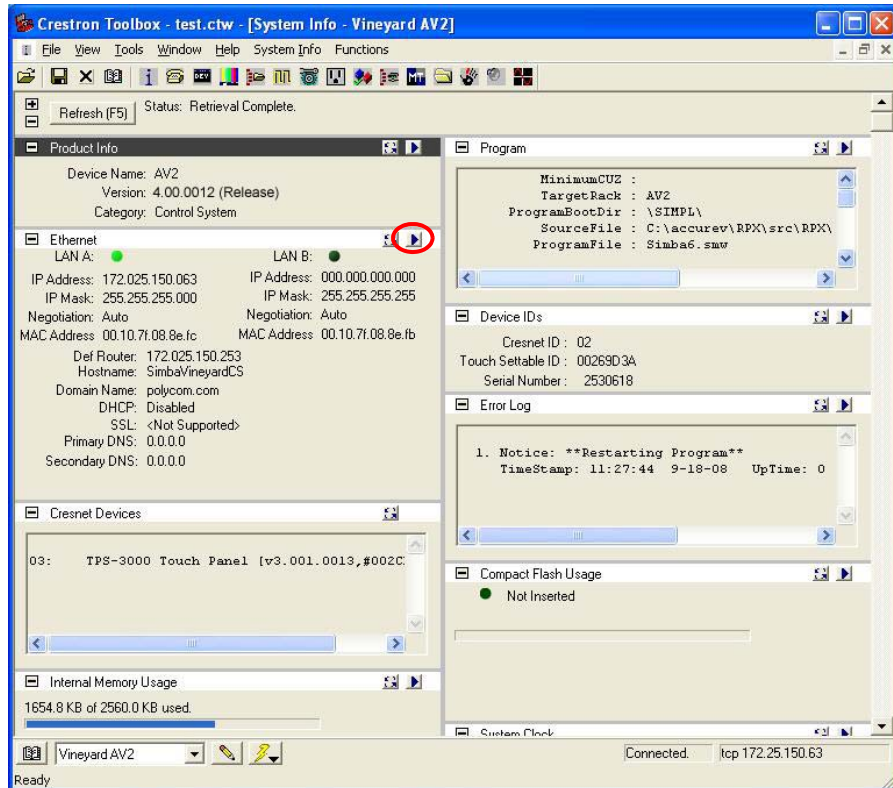 Crestron Toolbox - test.ctw - [System Info - Vineyard AV2]
File View Tools Window Help System Info Functions
Refresh (F5) Status: Retrieval Complete.
Product Info
Device Name: AV2
Version: 4.00.0012 (Release)
Category: Control System
Ethernet
LAN A: LAN B:
IP Address: 172.025.150.063 IP Address: 000.000.000.000
IP Mask: 255.255.255.000 IP Mask: 255.255.255.255
Negotiation: Auto Negotiation: Auto
MAC Address 00.10.7f.08.8e.fc MAC Address 00.10.7f.08.8e.fb
Def Router: 172.025.150.253
Hostname: SimbaVineyardCS
Domain Name: polycom.com
DHCP: Disabled
SSL: <Not Supported>
Primary DNS: 0.0.0.0
Secondary DNS: 0.0.0.0
Cresnet Devices
03: TPS-3000 Touch Panel [v3.001.0013,#002C
Internal Memory Usage
1654.8 KB of 2560.0 KB used.
Program
MinimumCUZ :
TargetRack : AV2
ProgramBootDir : \SIMPL\
SourceFile : C:\accurev\RPX\src\RPX\
ProgramFile : Simba6.smw
Device IDs
Cresnet ID : 02
Touch Settable ID : 00269D3A
Serial Number : 2530618
Error Log
1. Notice: **Restarting Program**
TimeStamp: 11:27:44 9-18-08 UpTime: 0
Compact Flash Usage
Not Inserted
System Clock
Vineyard AV2 Connected. tcp 172.25.150.63
Ready